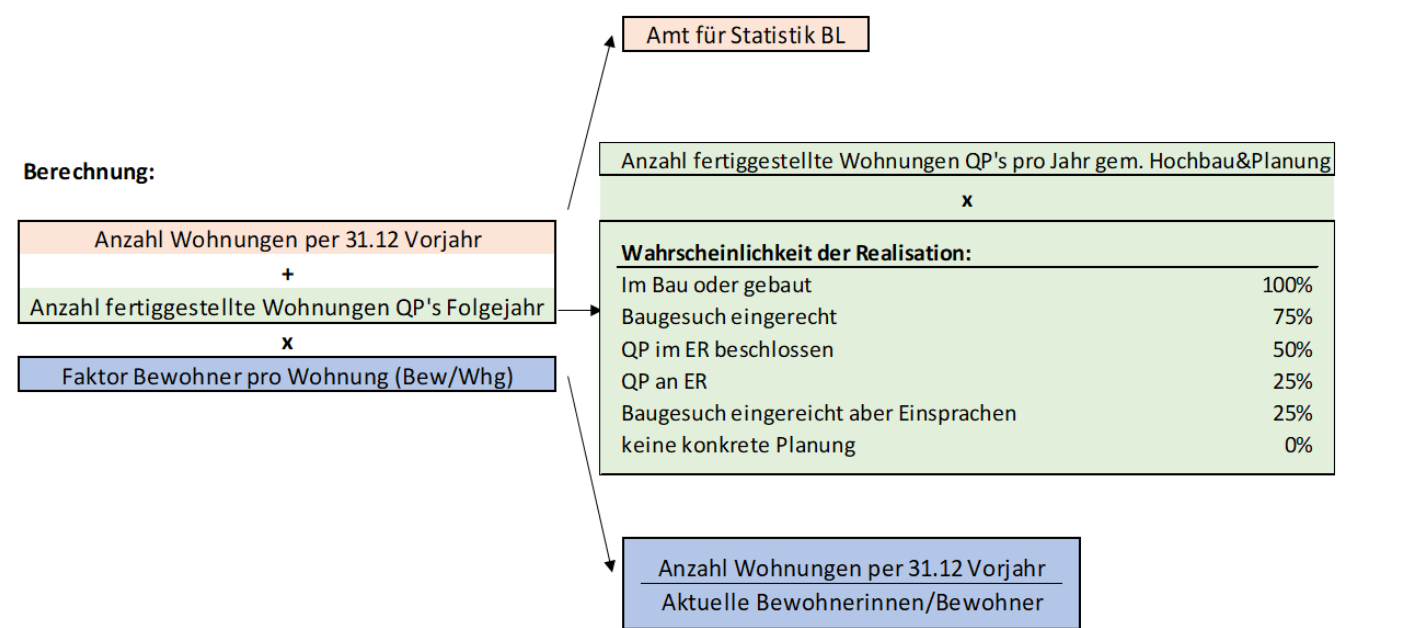 Amt für Statistik BL
Berechnung:
Anzahl Wohnungen per 31.12 Vorjahr
+
Anzahl fertiggestellte Wohnungen QP's Folgejahr
x
Faktor Bewohner pro Wohnung (Bew/Whg)
Anzahl fertiggestellte Wohnungen QP's pro Jahr gem. Hochbau&Planung
x
Wahrscheinlichkeit der Realisation:
Im Bau oder gebaut 100%
Baugesuch eingerecht 75%
QP im ER beschlossen 50%
QP an ER 25%
Baugesuch eingereicht aber Einsprachen 25%
keine konkrete Planung 0%
Anzahl Wohnungen per 31.12 Vorjahr
Aktuelle Bewohnerinnen/Bewohner